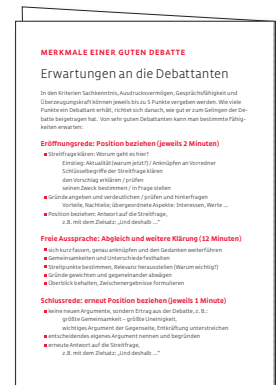 MERKMALE EINER GUTEN DEBATTE
Erwartungen an die Debattanten
In den Kriterien Sachkenntnis, Ausdrucksvermögen, Gesprächsfähigkeit und
Überzeugungskraft können jeweils bis zu 5 Punkte vergeben werden. Wie viele
Punkte ein Debattant erhält, richtet sich danach, wie gut er zum Gelingen der De-
batte beigetragen hat. Von sehr guten Debattanten kann man bestimmte Fähig-
keiten erwarten:
Eröffnungsrede: Position beziehen (jeweils 2 Minuten)
■ Streitfrage klären: Worum geht es hier?
Einstieg: Aktualität (warum jetzt?) / Anknüpfen an Vorredner
Schlüsselbegriffe der Streitfrage klären
den Vorschlag erklären / prüfen
seinen Zweck bestimmen / in Frage stellen
■ Gründe angeben und verdeutlichen / prüfen und hinterfragen
Vorteile, Nachteile; übergeordnete Aspekte: Interessen, Werte ...
■ Position beziehen: Antwort auf die Streitfrage,
z.B. mit dem Zielsatz: „Und deshalb ..."
Freie Aussprache: Abgleich und weitere Klärung (12 Minuten)
■ sich kurz fassen, genau anknüpfen und den Gedanken weiterführen
■ Gemeinsamkeiten und Unterschiede festhalten
■ Streitpunkte bestimmen, Relevanz herausstellen (Warum wichtig?)
■ Gründe gewichten und gegeneinander abwägen
■ Überblick behalten, Zwischenergebnisse formulieren
Schlussrede: erneut Position beziehen (jeweils 1 Minute)
■ keine neuen Argumente, sondern Ertrag aus der Debatte, z. B.:
größte Gemeinsamkeit – größte Uneinigkeit,
wichtiges Argument der Gegenseite, Entkräftung unterstreichen
■ entscheidendes eigenes Argument nennen und begründen
■ erneute Antwort auf die Streitfrage,
z.B. mit dem Zielsatz: „Und deshalb ..."